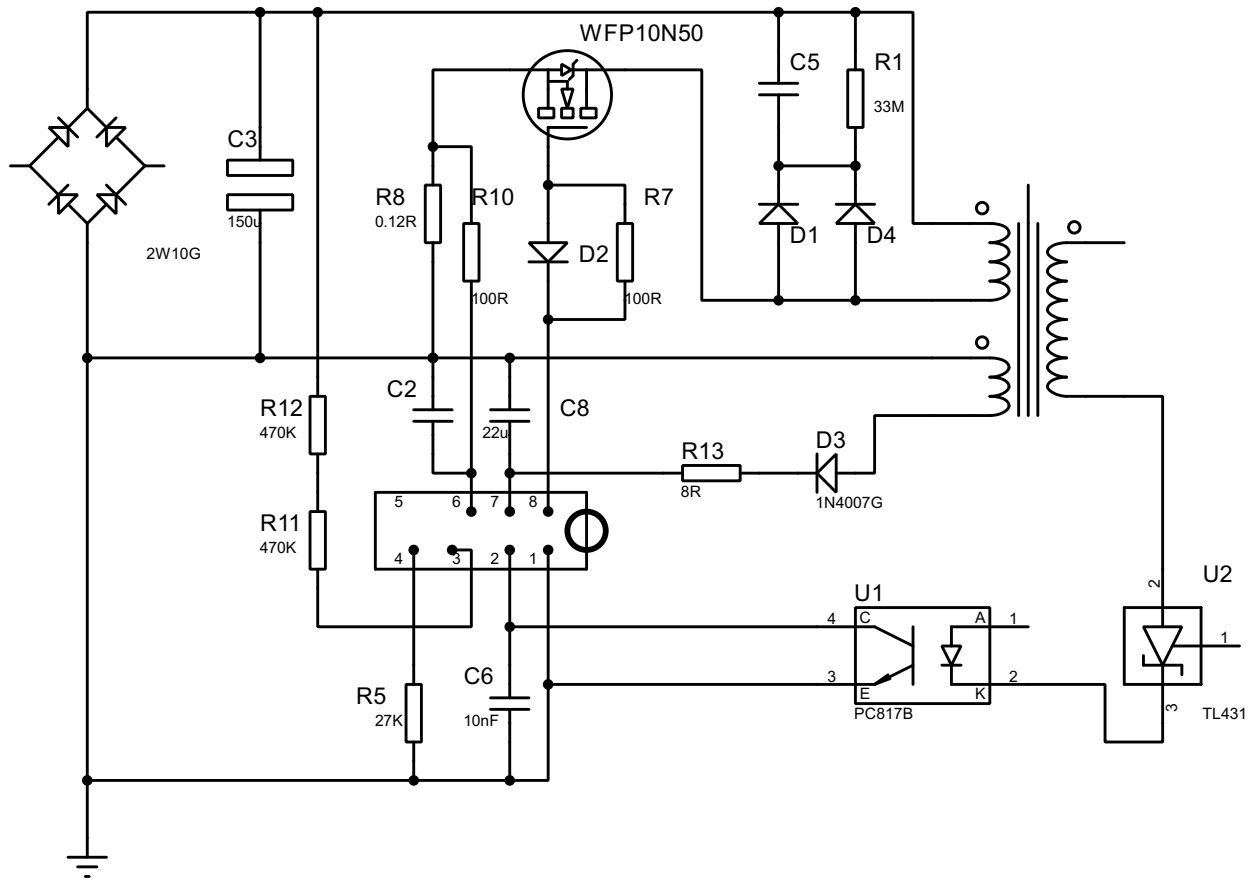 WFP10N50
C5
R1
33M
C3
150u
2W10G
R8
0.12R
R10
100R
D2
R7
100R
D1
D4
C2
C8
22u
R12
470K
R11
470K
R13
8R
D3
1N4007G
5
6
7
8
4
3
2
1
R5
27K
C6
10nF
U1
4
C
A
1
3
E
K
2
PC817B
U2
2
1
3
TL431